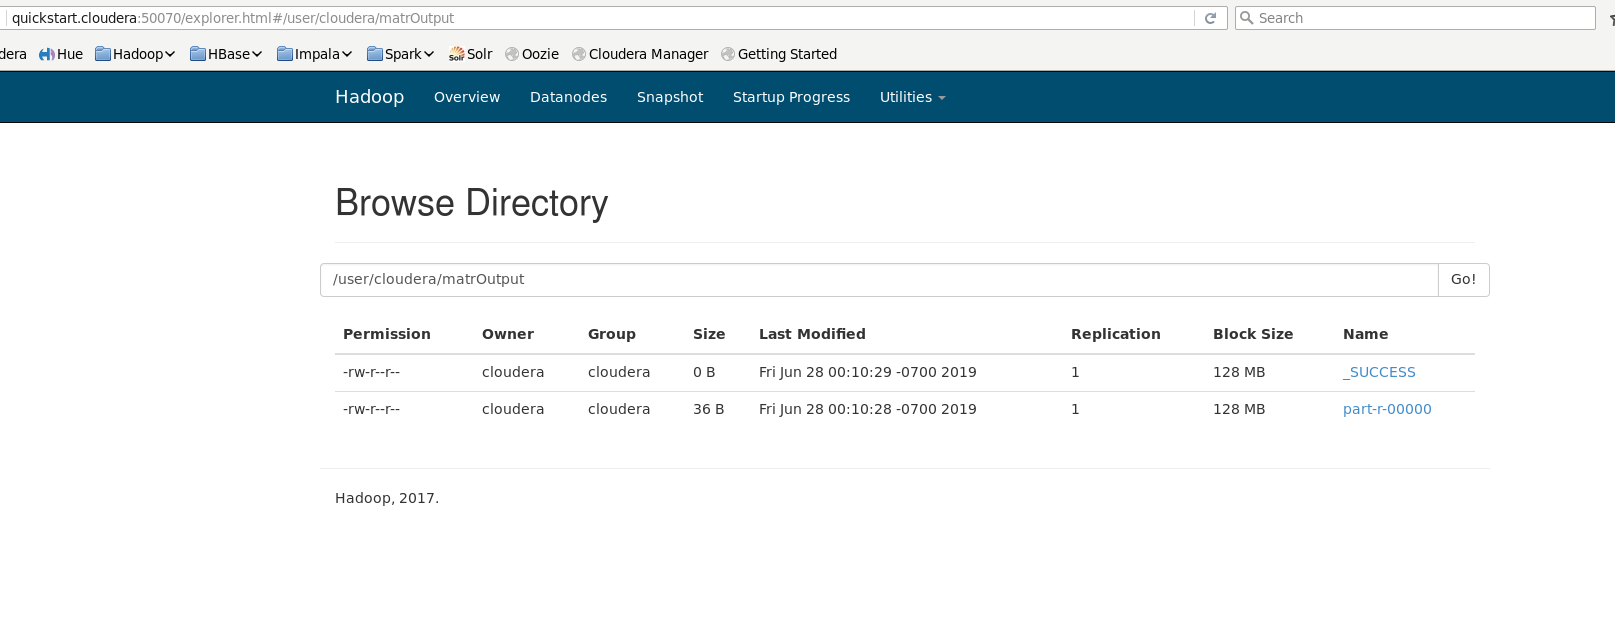 quickstart.cloudera:50070/explorer.html#/user/cloudera/matrOutput Search
dera Hue Hadoop HBase Impala Spark Solr Oozie Cloudera Manager Getting Started
Hadoop Overview Datanodes Snapshot Startup Progress Utilities
Browse Directory
/user/cloudera/matrOutput Go!
Permission Owner Group Size Last Modified Replication Block Size Name
-rw-r--r-- cloudera cloudera 0 B Fri Jun 28 00:10:29 -0700 2019 1 128 MB _SUCCESS
-rw-r--r-- cloudera cloudera 36 B Fri Jun 28 00:10:28 -0700 2019 1 128 MB part-r-00000
Hadoop, 2017.